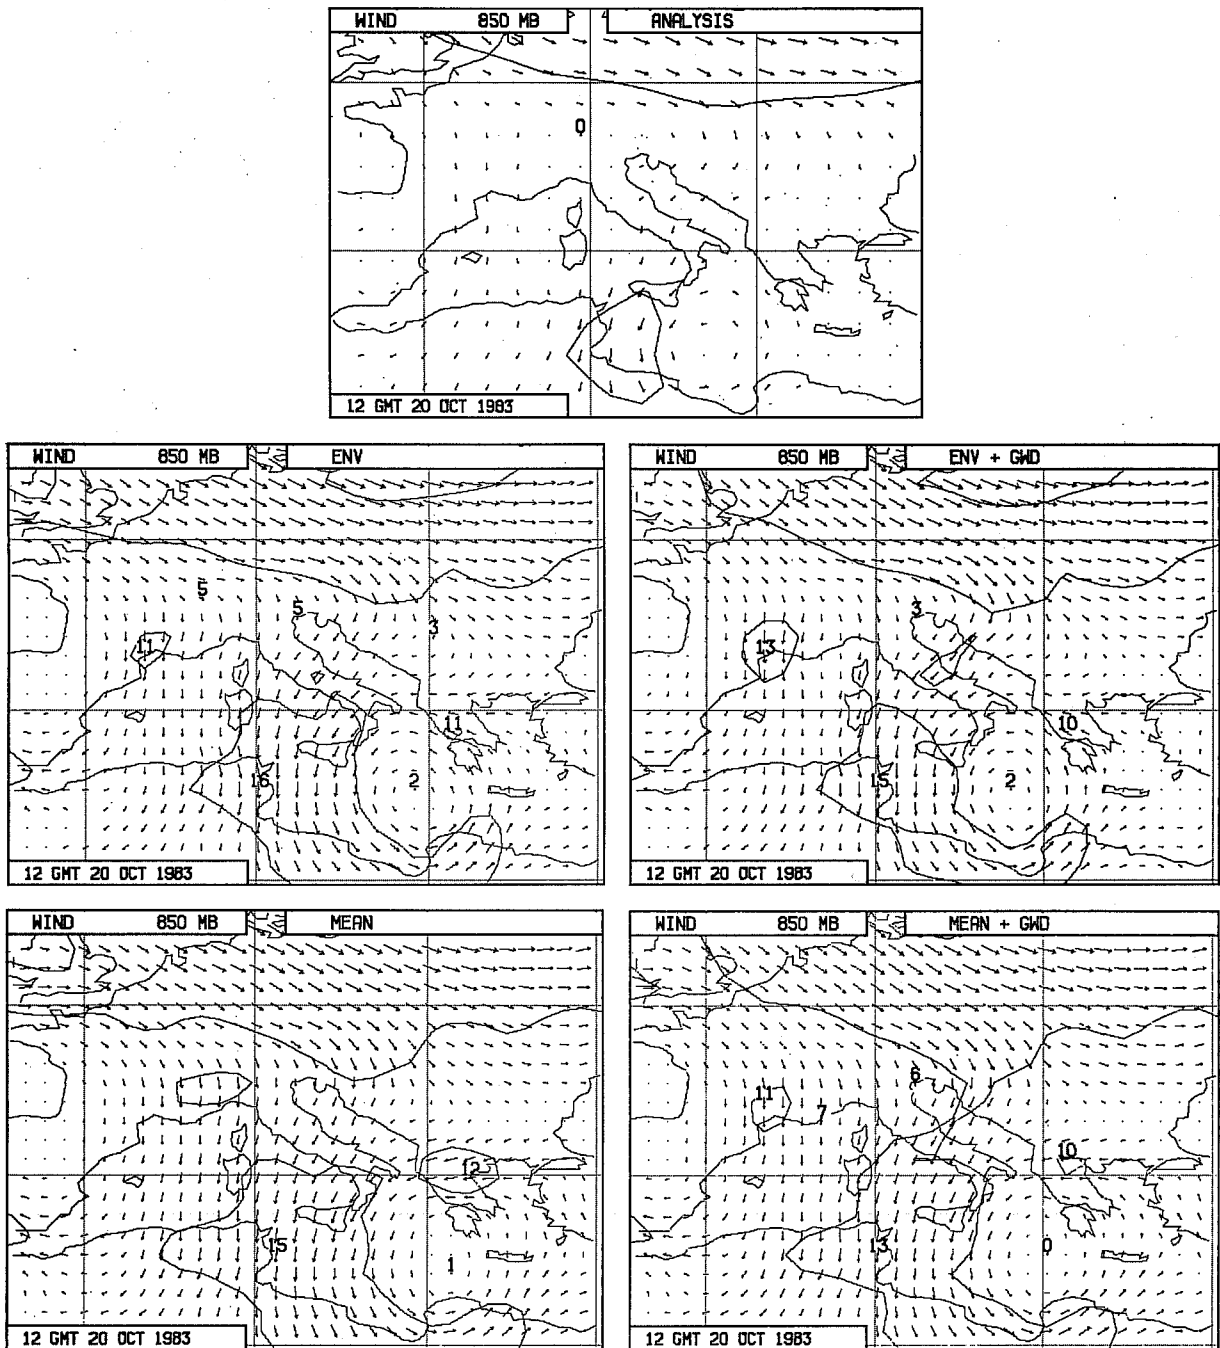 WIND 850 MB ANALYSIS
0
12 GMT 20 OCT 1983
WIND 850 MB ENV
5
5
3
11
11
16
2
12 GMT 20 OCT 1983
WIND 850 MB ENV + GWD
3
13
10
15
2
12 GMT 20 OCT 1983
WIND 850 MB MEAN
12
15
1
12 GMT 20 OCT 1983
WIND 850 MB MEAN + GWD
6
11
7
10
13
0
12 GMT 20 OCT 1983